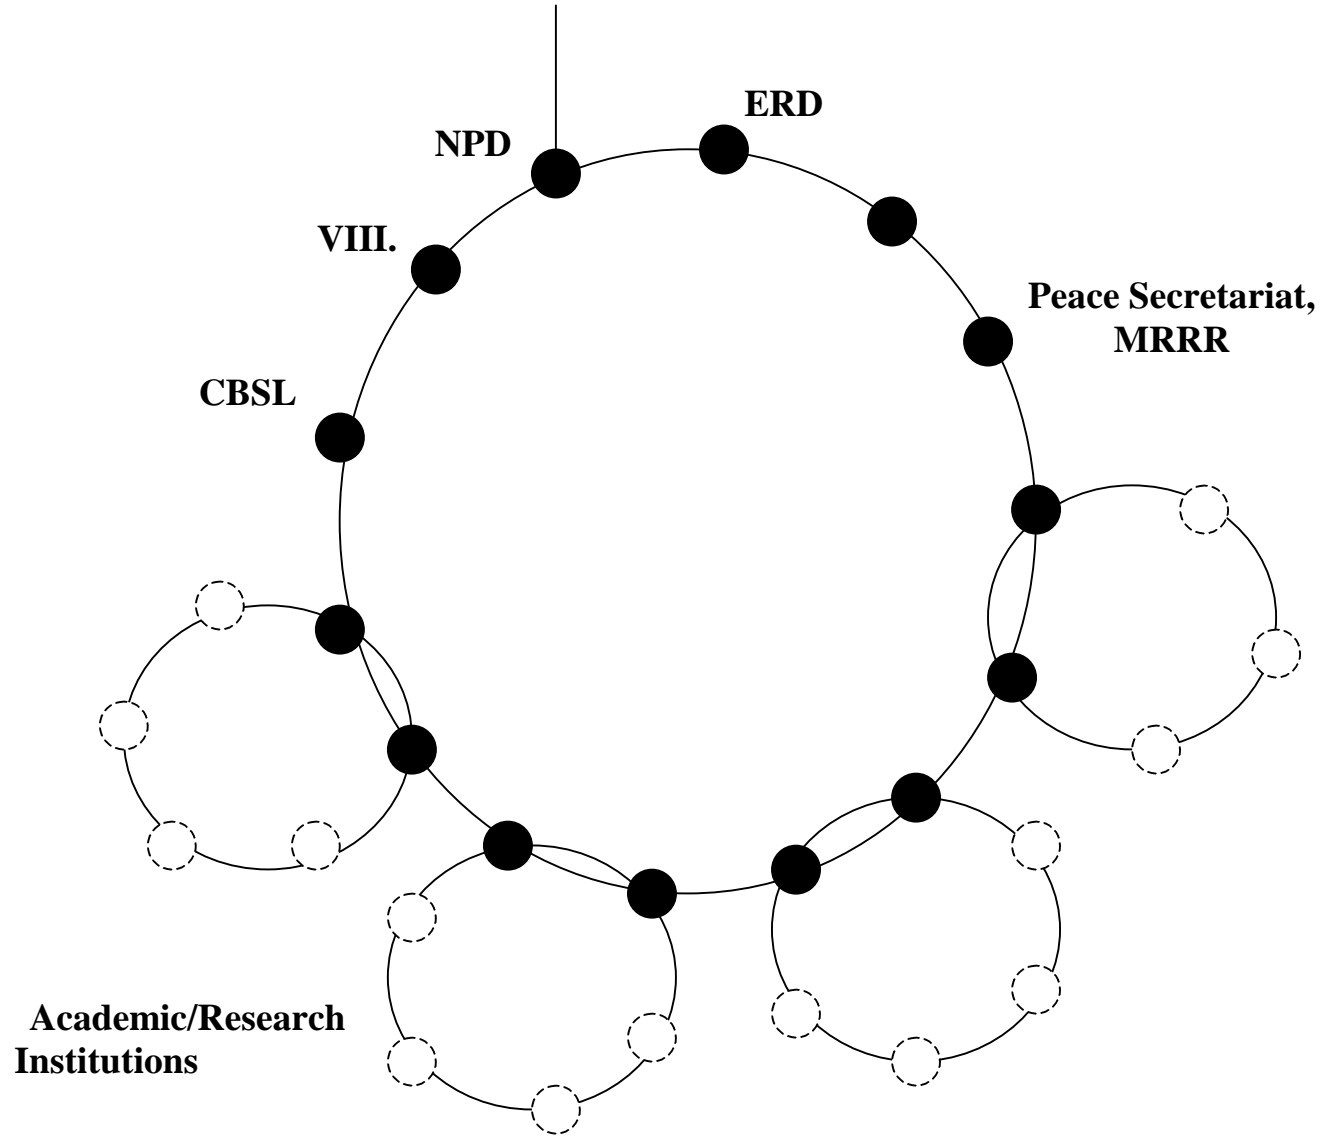 ERD
NPD
VIII.
Peace Secretariat,
MRRR
CBSL
Academic/Research
Institutions